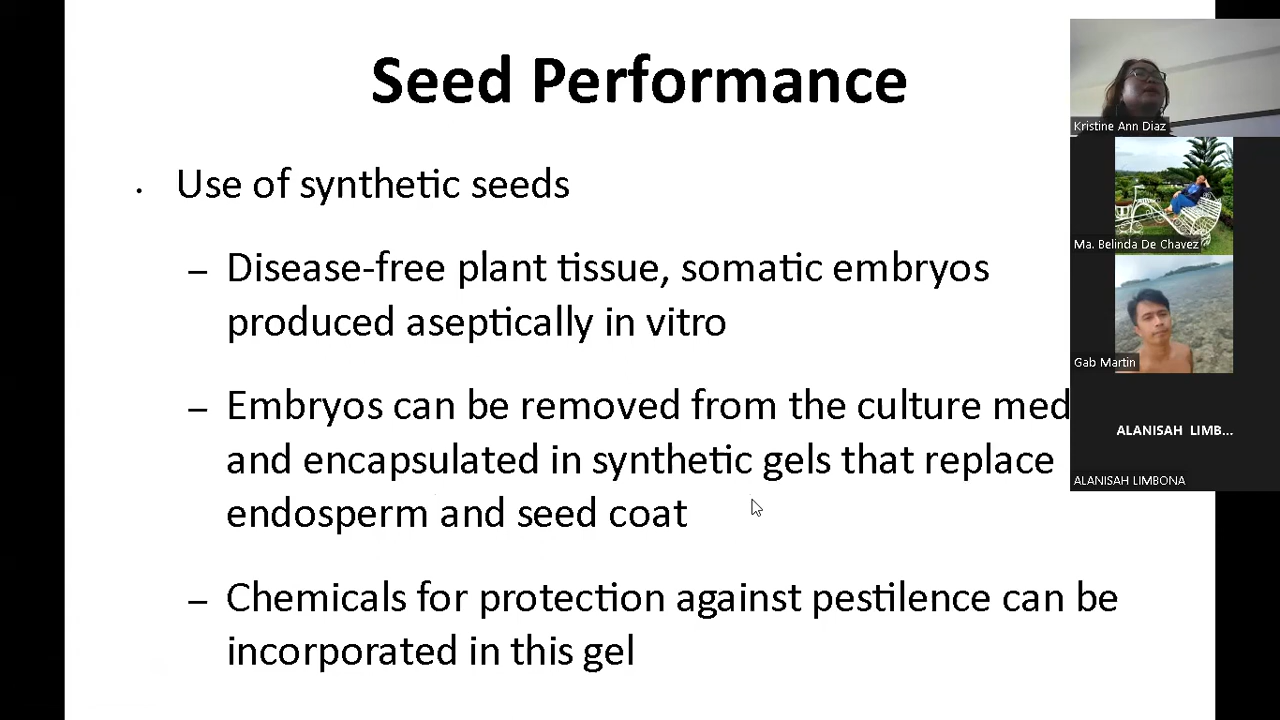 Seed Performance
Kristine Ann Diaz
• Use of synthetic seeds
Ma. Belinda De Chavez
– Disease-free plant tissue, somatic embryos
produced aseptically in vitro
Gab Martin
– Embryos can be removed from the culture med
ALANISAH LIMB...
and encapsulated in synthetic gels that replace
ALANISAH LIMBONA
endosperm and seed coat
– Chemicals for protection against pestilence can be
incorporated in this gel